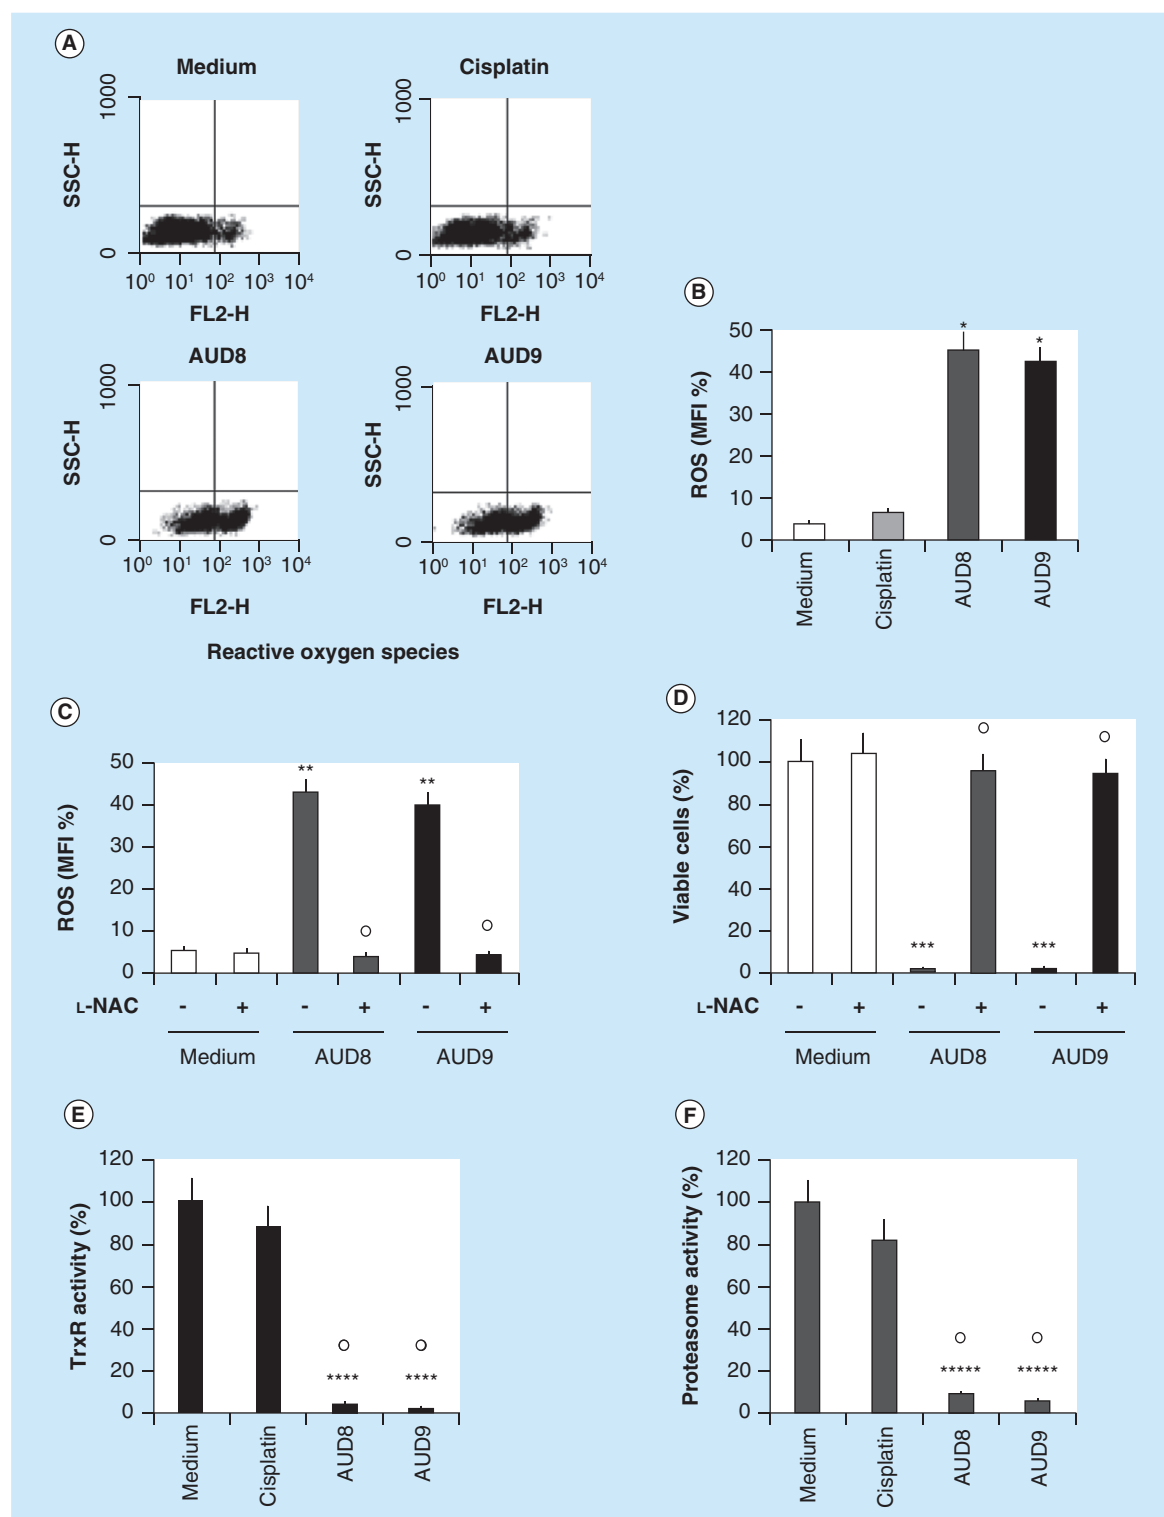 A
Medium
Cisplatin
1000
SSC-H
0
10⁰ 10¹ 10² 10³ 10⁴
FL2-H
1000
SSC-H
0
10⁰ 10¹ 10² 10³ 10⁴
FL2-H
AUD8
AUD9
1000
SSC-H
0
10⁰ 10¹ 10² 10³ 10⁴
FL2-H
1000
SSC-H
0
10⁰ 10¹ 10² 10³ 10⁴
FL2-H
Reactive oxygen species
B
ROS (MFI %)
50
40
30
20
10
0
*
*
Medium
Cisplatin
AUD8
AUD9
C
ROS (MFI %)
50
40
30
20
10
0
**
**
L-NAC - + - + - +
Medium AUD8 AUD9
D
Viable cells (%)
120
100
80
60
40
20
0
***
***
L-NAC - + - + - +
Medium AUD8 AUD9
E
TrxR activity (%)
120
100
80
60
40
20
0
****
****
Medium
Cisplatin
AUD8
AUD9
F
Proteasome activity (%)
120
100
80
60
40
20
0
*****
*****
Medium
Cisplatin
AUD8
AUD9